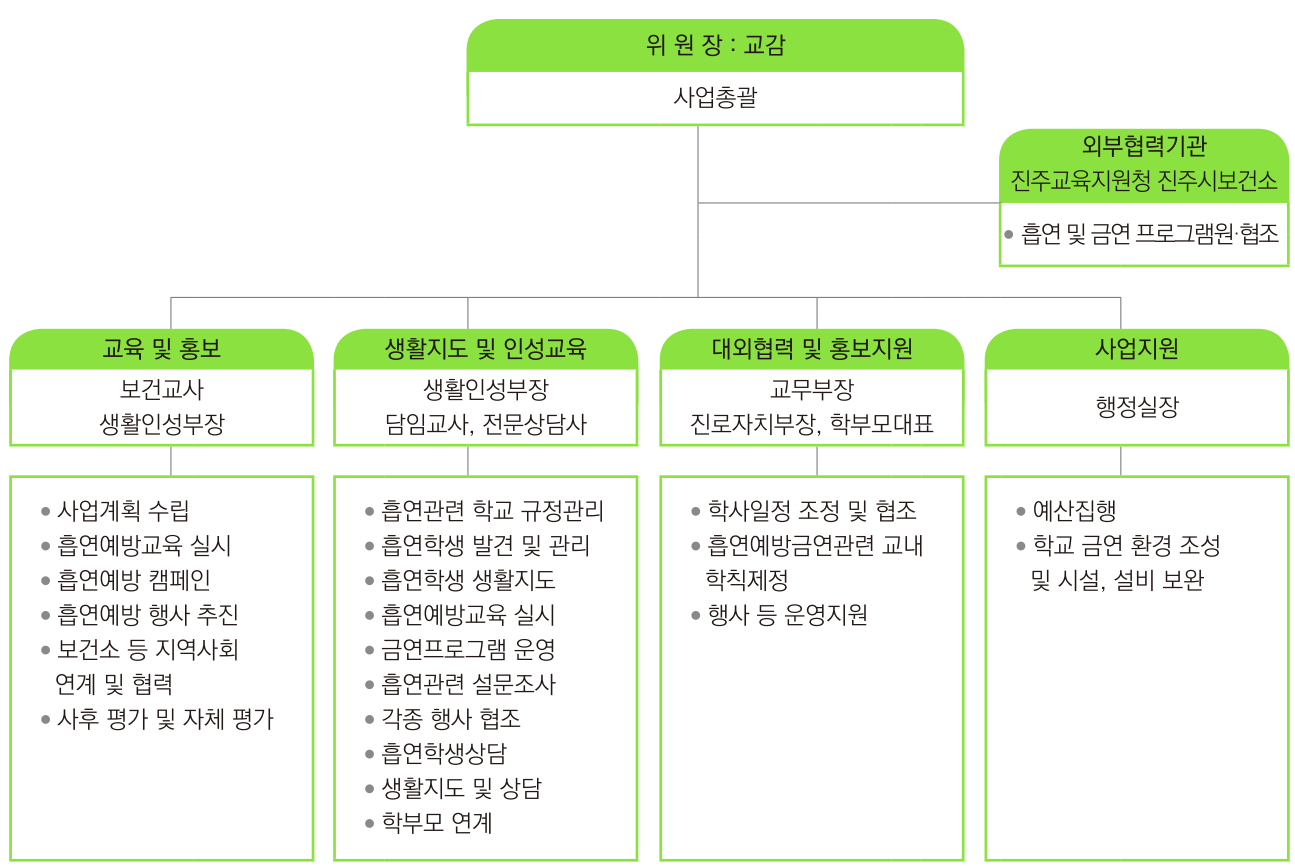 위 원 장 : 교감
사업총괄
외부협력기관
진주교육지원청 진주시보건소
● 흡연 및 금연 프로그램원·협조
교육 및 홍보
보건교사
생활인성부장
● 사업계획 수립
● 흡연예방교육 실시
● 흡연예방 캠페인
● 흡연예방 행사 추진
● 보건소 등 지역사회
연계 및 협력
● 사후 평가 및 자체 평가
생활지도 및 인성교육
생활인성부장
담임교사, 전문상담사
● 흡연관련 학교 규정관리
● 흡연학생 발견 및 관리
● 흡연학생 생활지도
● 흡연예방교육 실시
● 금연프로그램 운영
● 흡연관련 설문조사
● 각종 행사 협조
● 흡연학생상담
● 생활지도 및 상담
● 학부모 연계
대외협력 및 홍보지원
교무부장
진로자치부장, 학부모대표
● 학사일정 조정 및 협조
● 흡연예방금연관련 교내
학칙제정
● 행사 등 운영지원
사업지원
행정실장
● 예산집행
● 학교 금연 환경 조성
및 시설, 설비 보완